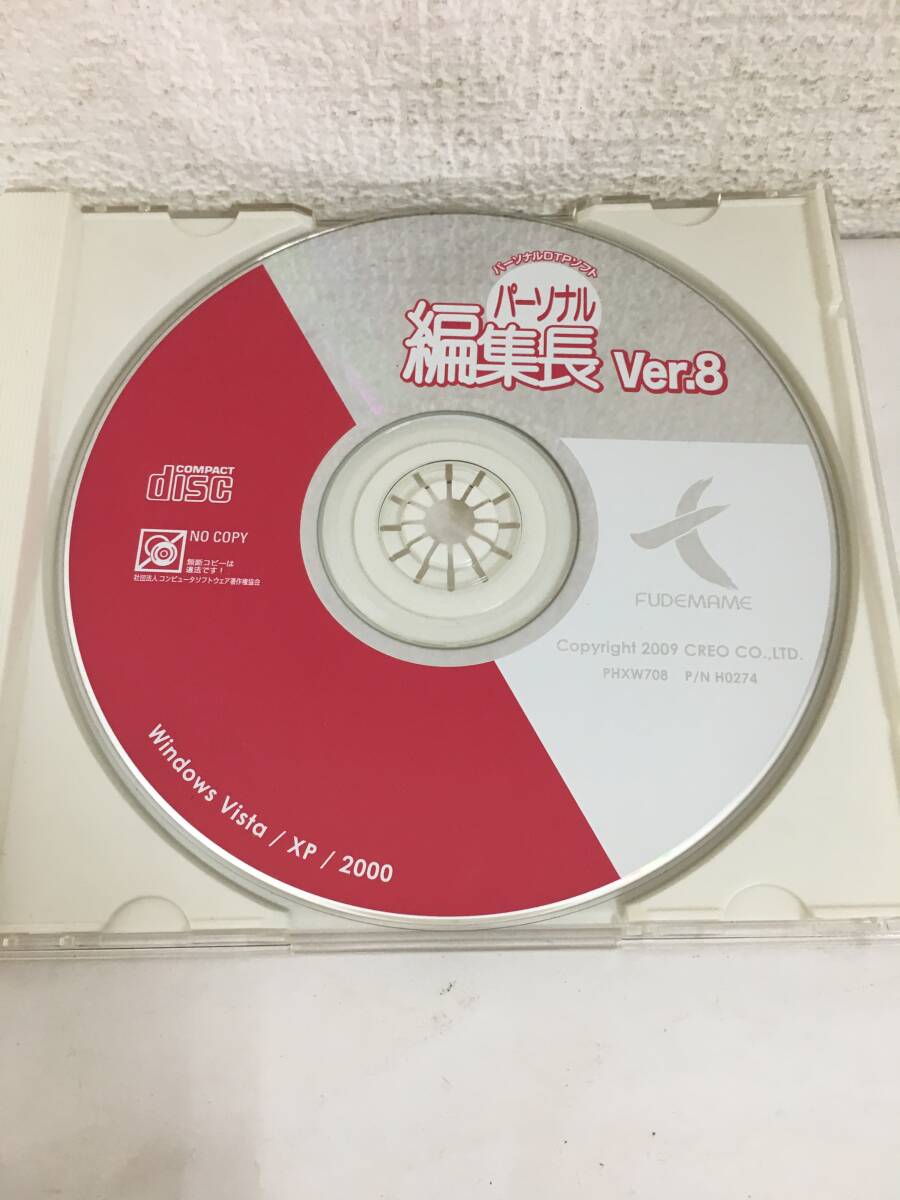 パーソナルDTPソフト
パーソナル
編集長 Ver.8
COMPACT
disc
NO COPY
無断コピーは
違法です!
社団法人コンピュータソフトウェア著作権協会
FUDEMAME
Copyright 2009 CREO CO.,LTD.
PHXW708 P/N H0274
Windows Vista / XP / 2000